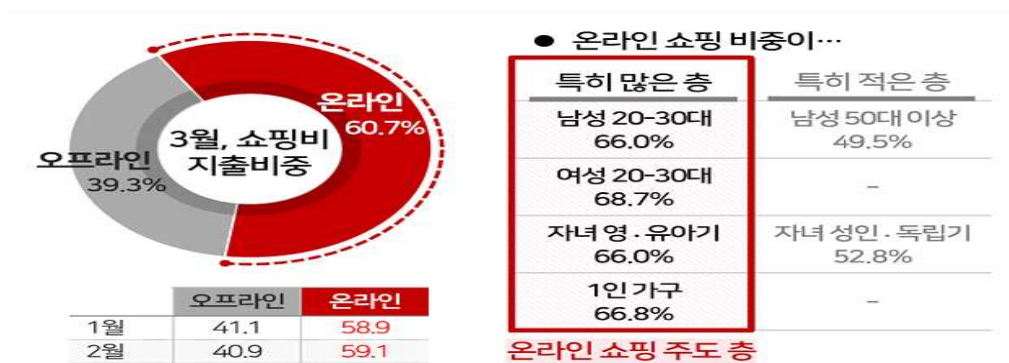 온라인
60.7%
3월, 쇼핑비
지출비중
오프라인
39.3%
오프라인 온라인
1월 41.1 58.9
2월 40.9 59.1
● 온라인 쇼핑 비중이…
특히 많은 층 특히 적은 층
남성 20-30대 남성 50대 이상
66.0% 49.5%
여성 20-30대 -
68.7%
자녀 영·유아기 자녀 성인·독립기
66.0% 52.8%
1인 가구 -
66.8%
온라인 쇼핑 주도 층